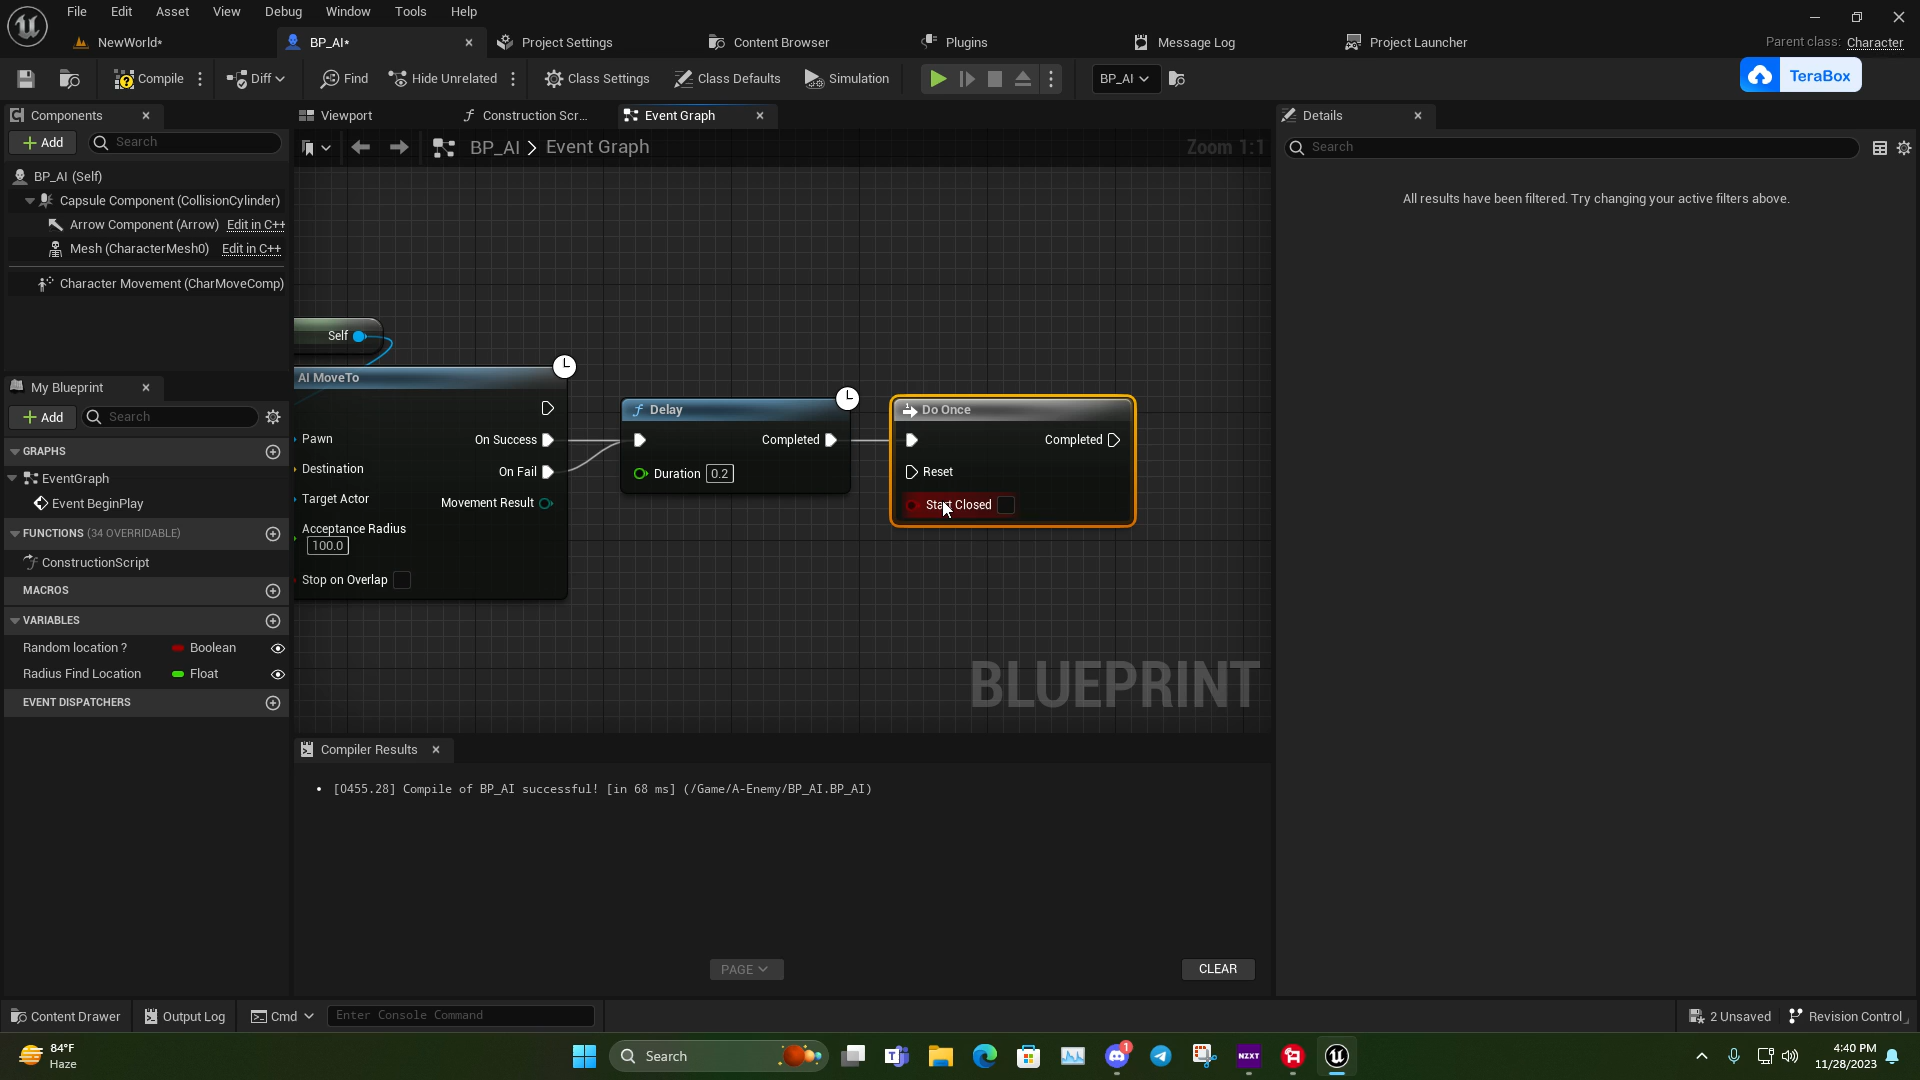 File Edit Asset View Debug Window Tools Help
NewWorld* BP_AI* Project Settings Content Browser Plugins Message Log Project Launcher Parent class: Character
Compile Diff Find Hide Unrelated Class Settings Class Defaults Simulation BP_AI TeraBox
Components Viewport Construction Scr... Event Graph Details
Add Search BP_AI > Event Graph Zoom 1:1 Search
BP_AI (Self)
All results have been filtered. Try changing your active filters above.
Capsule Component (CollisionCylinder)
Arrow Component (Arrow) Edit in C++
Mesh (CharacterMesh0) Edit in C++
Character Movement (CharMoveComp)
My Blueprint
Add Search
GRAPHS
EventGraph
Event BeginPlay
FUNCTIONS (34 OVERRIDABLE)
ConstructionScript
MACROS
VARIABLES
Random location ? Boolean
Radius Find Location Float
EVENT DISPATCHERS
Self
AI MoveTo
Pawn On Success
Destination On Fail
Target Actor Movement Result
Acceptance Radius
100.0
Stop on Overlap
Delay
Completed
Duration 0.2
Do Once
Completed
Reset
Start Closed
BLUEPRINT
Compiler Results
[0455.28] Compile of BP_AI successful! [in 68 ms] (/Game/A-Enemy/BP_AI.BP_AI)
PAGE CLEAR
Content Drawer Output Log Cmd Enter Console Command 2 Unsaved Revision Control
84°F
Haze
Search
1
NZXT
4:40 PM
11/28/2023